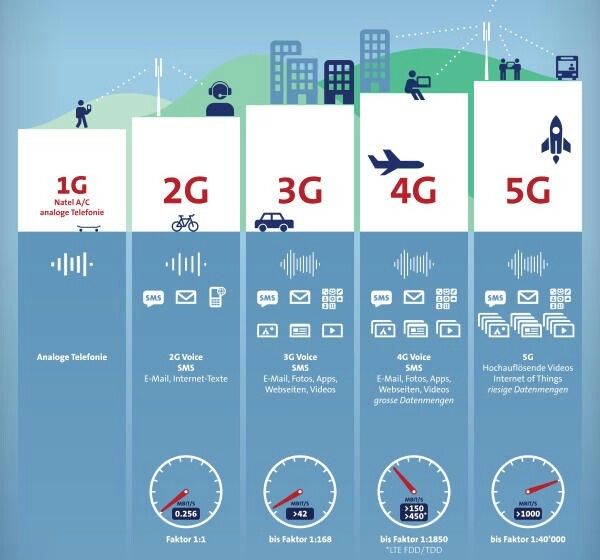 1G
Natel A/C
analoge Telefonie
2G
3G
4G
5G
SMS
SMS
SMS
SMS
Analoge Telefonie
2G Voice
SMS
E-Mail, Internet-Texte
3G Voice
SMS
E-Mail, Fotos, Apps,
Webseiten, Videos
4G Voice
SMS
E-Mail, Fotos, Apps,
Webseiten, Videos
grosse Datenmengen
5G
Hochauflösende Videos
Internet of Things
riesige Datenmengen
MBIT/S
0.256
Faktor 1:1
MBIT/S
>42
bis Faktor 1:168
MBIT/S
>150
>450*
bis Faktor 1:1850
*LTE FDD/TDD
MBIT/S
>1000
bis Faktor 1:40'000